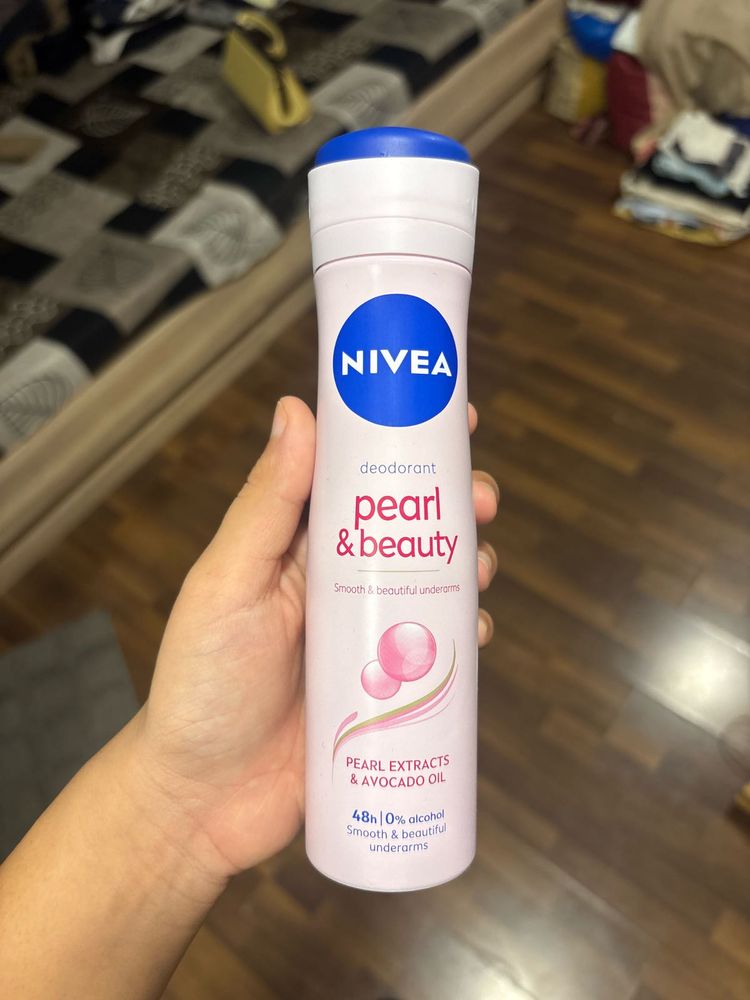 NIVEA
deodorant
pearl
& beauty
Smooth & beautiful underarms
PEARL EXTRACTS
& AVOCADO OIL
48h | 0% alcohol
Smooth & beautiful
underarms